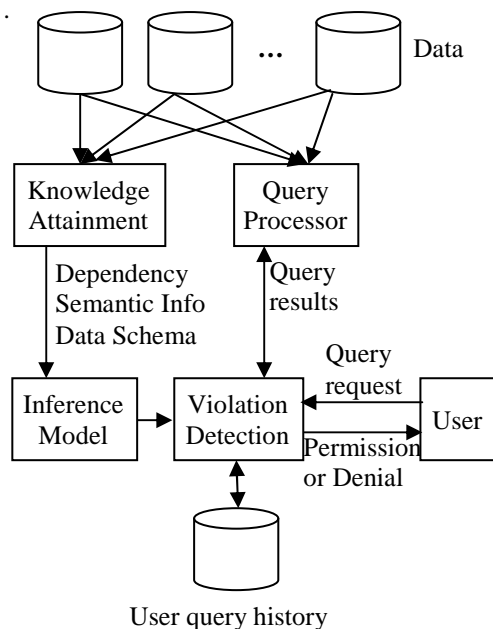 .
... Data
Knowledge
Attainment
Query
Processor
Dependency
Semantic Info
Data Schema
Query
results
Query
request
Inference
Model
Violation
Detection
User
Permission
or Denial
User query history